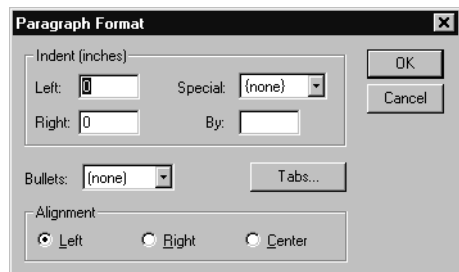 Paragraph Format
Indent (inches)
Left: 0 Special: (none)
Right: 0 By:
OK
Cancel
Bullets: (none) Tabs...
Alignment
Left Right Center